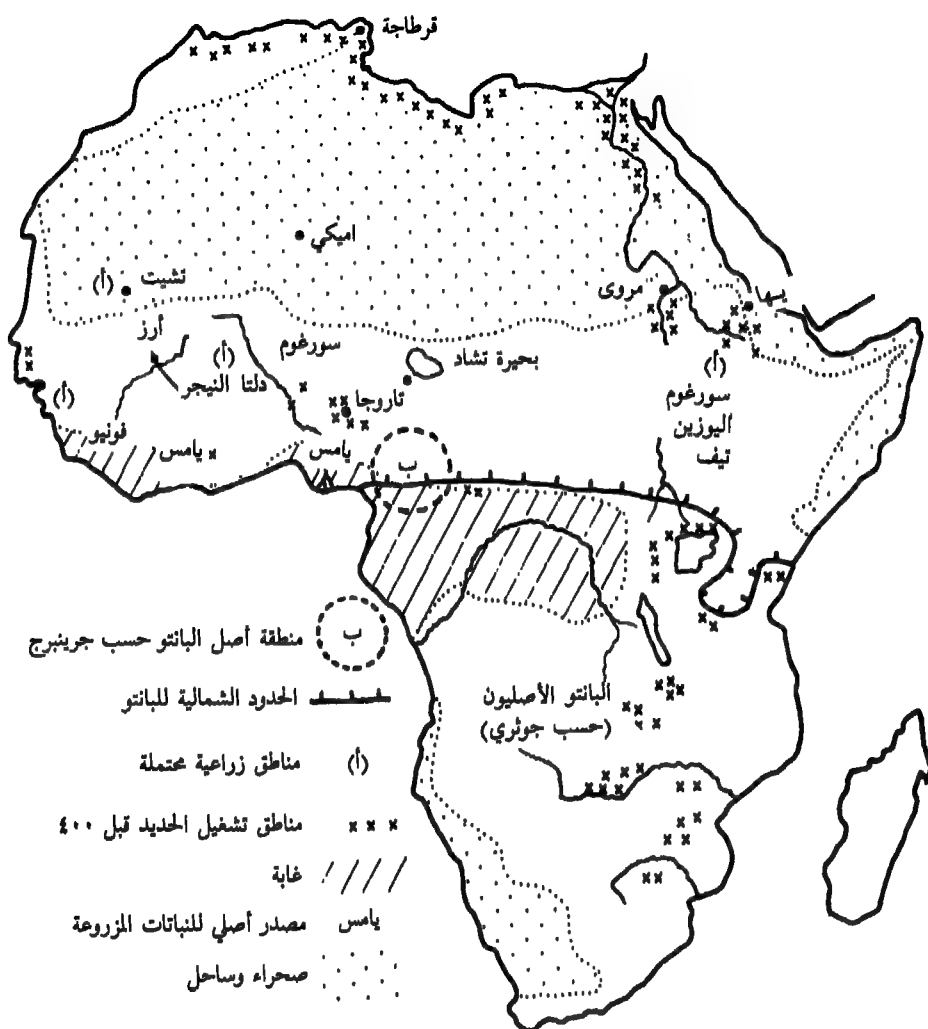 قرطاجة
اميكي
(أ) تشيت
مروى
أرز
سورغوم
بحيرة تشاد
(أ)
(أ)
دلتا النيجر
(أ)
تاروجا
سورغوم
اليوزين
تيف
فونيو
يامس
يامس
ب
ب
منطقة أصل البانتو حسب جرينبرج
الحدود الشمالية للبانتو
البانتو الأصليون
(حسب جوثري)
(أ) مناطق زراعية محتملة
مناطق تشغيل الحديد قبل ٤٠٠
غابة
يامس مصدر أصلي للنباتات المزروعة
صحراء وساحل